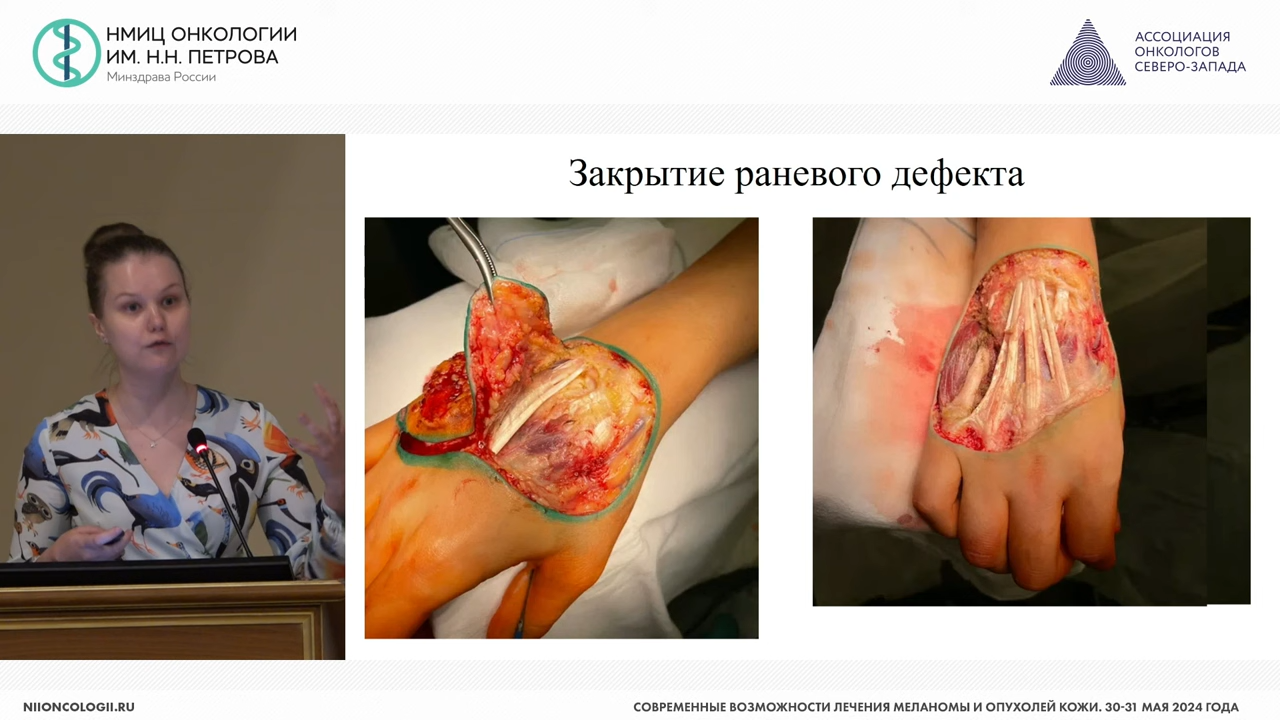 НМИЦ ОНКОЛОГИИ
ИМ. Н.Н. ПЕТРОВА
Минздрава России
АССОЦИАЦИЯ
ОНКОЛОГОВ
СЕВЕРО-ЗАПАДА
Закрытие раневого дефекта
NIIONCOLOGII.RU
СОВРЕМЕННЫЕ ВОЗМОЖНОСТИ ЛЕЧЕНИЯ МЕЛАНОМЫ И ОПУХОЛЕЙ КОЖИ. 30-31 МАЯ 2024 ГОДА